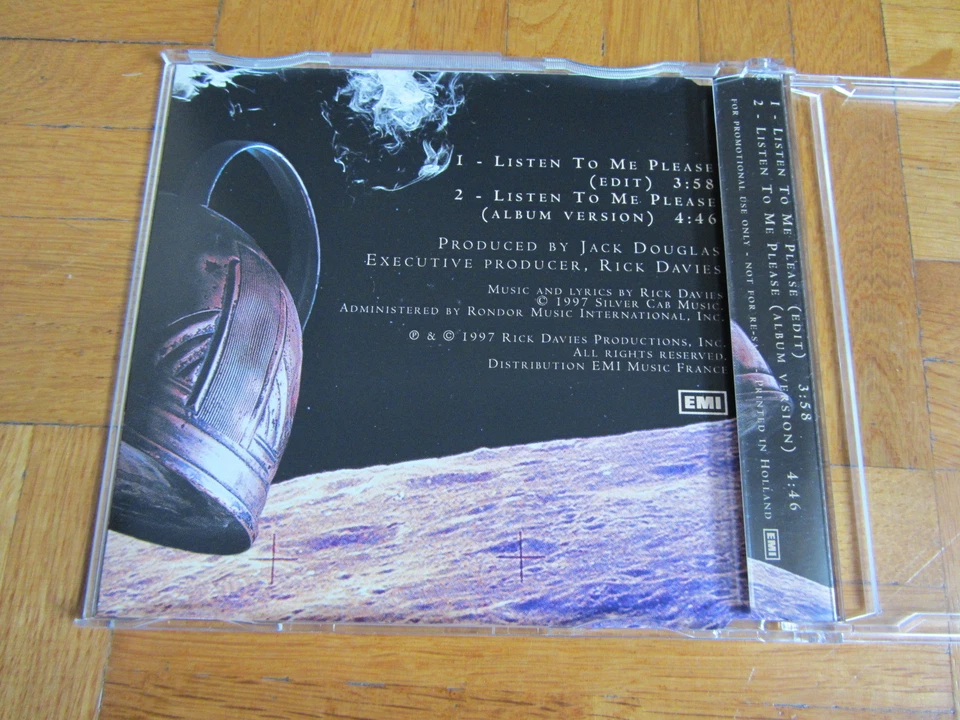 1 - Listen To Me Please
(edit) 3:58
2 - Listen To Me Please
(album version) 4:46
Produced by Jack Douglas
Executive producer, Rick Davies
Music and lyrics by Rick Davies
© 1997 Silver Cab Music.
Administered by Rondor Music International, Inc.
℗ & © 1997 Rick Davies Productions, Inc.
All rights reserved.
Distribution EMI Music France
EMI
1 - Listen To Me Please (edit) 3:58
2 - Listen To Me Please (album version) 4:46
for promotional use only - not for - Printed in Holland
EMI